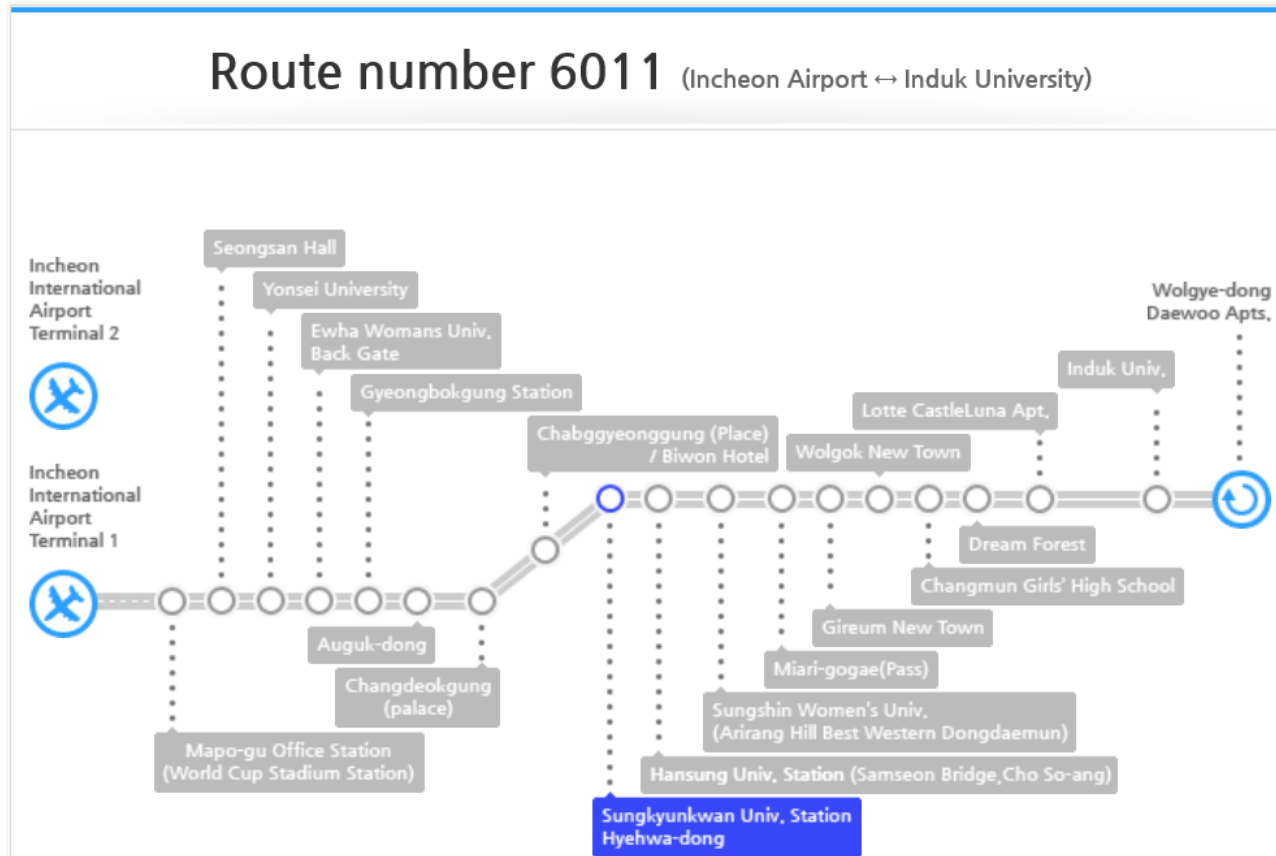 Route number 6011 (Incheon Airport ↔ Induk University)
Seongsan Hall
Incheon
International
Airport
Terminal 2
Yonsei University
Ewha Womans Univ.
Back Gate
Gyeongbokgung Station
Chabggyeonggung (Place)
/ Biwon Hotel
Wolgok New Town
Lotte CastleLuna Apt.
Induk Univ.
Wolgye-dong
Daewoo Apts.
Incheon
International
Airport
Terminal 1
Auguk-dong
Changdeokgung
(palace)
Mapo-gu Office Station
(World Cup Stadium Station)
Dream Forest
Changmun Girls' High School
Gireum New Town
Miari-gogae(Pass)
Sungshin Women's Univ.
(Arirang Hill Best Western Dongdaemun)
Hansung Univ. Station (Samseon Bridge,Cho So-ang)
Sungkyunkwan Univ. Station
Hyehwa-dong